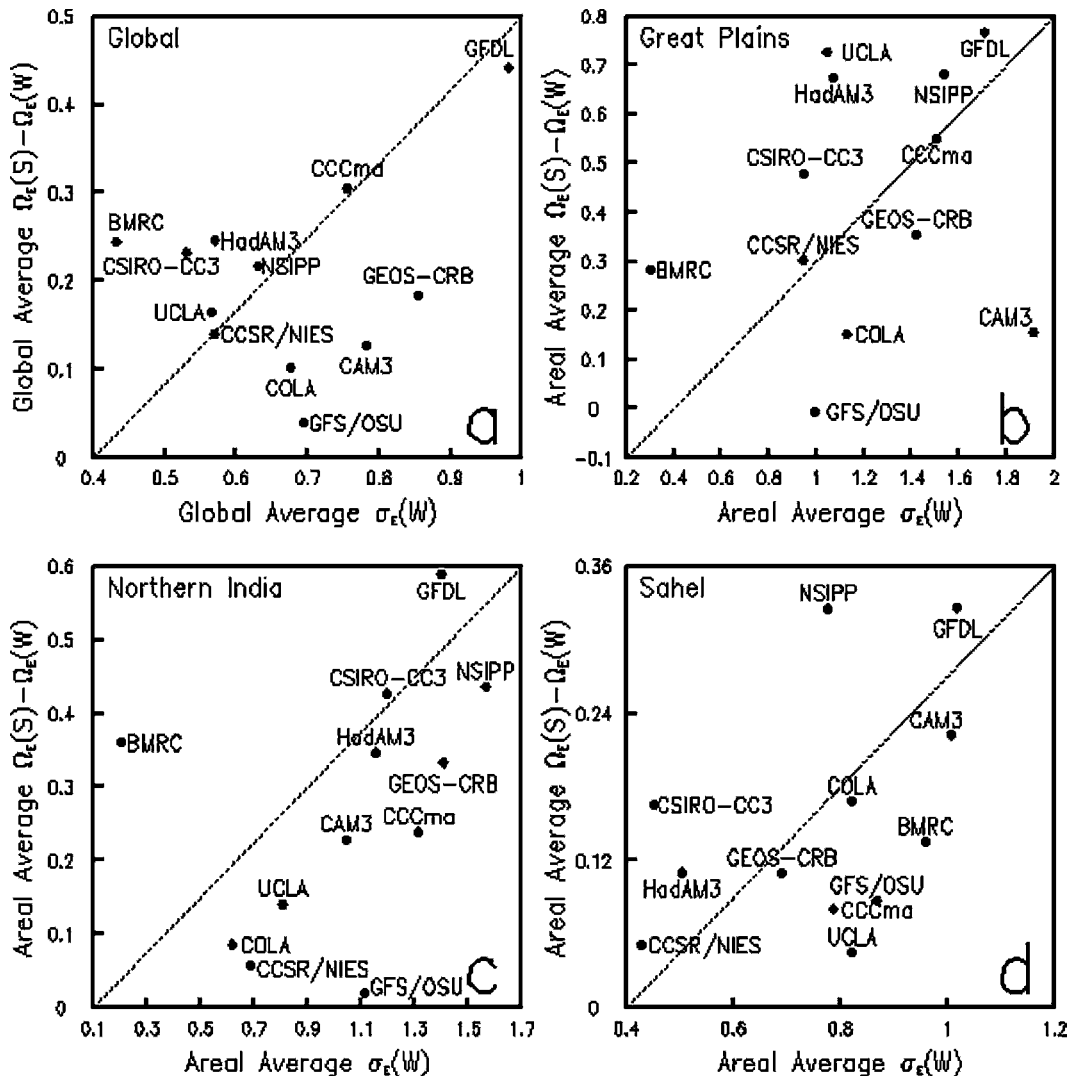 Global
Global Average Ω_E(S)−Ω_E(W)
0.5
0.4
0.3
0.2
0.1
0
GFDL
CCCma
BMRC
HadAM3
CSIRO-CC3
NSIPP
GEOS-CRB
UCLA
CCSR/NIES
CAM3
COLA
GFS/OSU
a
0.4 0.5 0.6 0.7 0.8 0.9 1
Global Average σ_E(W)
Great Plains
Areal Average Ω_E(S)−Ω_E(W)
0.8
0.7
0.6
0.5
0.4
0.3
0.2
0.1
0
−0.1
GFDL
UCLA
HadAM3
NSIPP
CSIRO-CC3
CCCma
GEOS-CRB
CCSR/NIES
BMRC
CAM3
COLA
GFS/OSU
b
0.2 0.6 1 1.2 1.4 1.6 1.8 2
Areal Average σ_E(W)
Northern India
Areal Average Ω_E(S)−Ω_E(W)
0.6
0.5
0.4
0.3
0.2
0.1
0
GFDL
NSIPP
CSIRO-CC3
BMRC
HadAM3
GEOS-CRB
CCCma
CAM3
UCLA
COLA
CCSR/NIES
GFS/OSU
c
0.1 0.3 0.5 0.7 0.9 1.1 1.3 1.5 1.7
Areal Average σ_E(W)
Sahel
Areal Average Ω_E(S)−Ω_E(W)
0.36
0.24
0.12
0
NSIPP
GFDL
CAM3
COLA
CSIRO-CC3
BMRC
GEOS-CRB
HadAM3
GFS/OSU
CCCma
UCLA
CCSR/NIES
d
0.4 0.6 0.8 1 1.2
Areal Average σ_E(W)